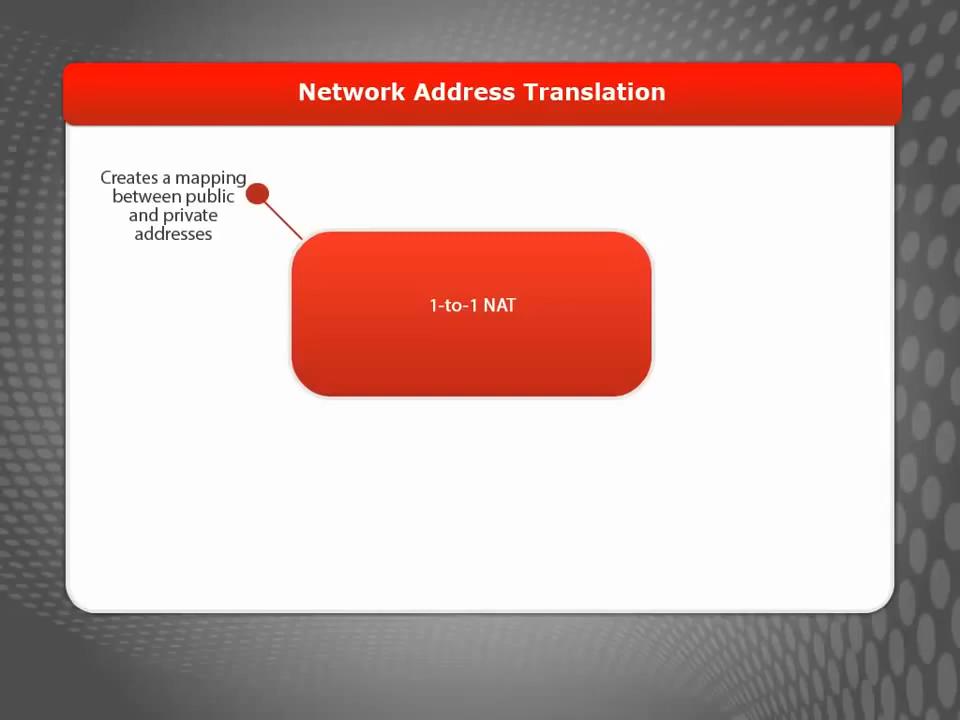 Network Address Translation
Creates a mapping
between public
and private
addresses
1-to-1 NAT